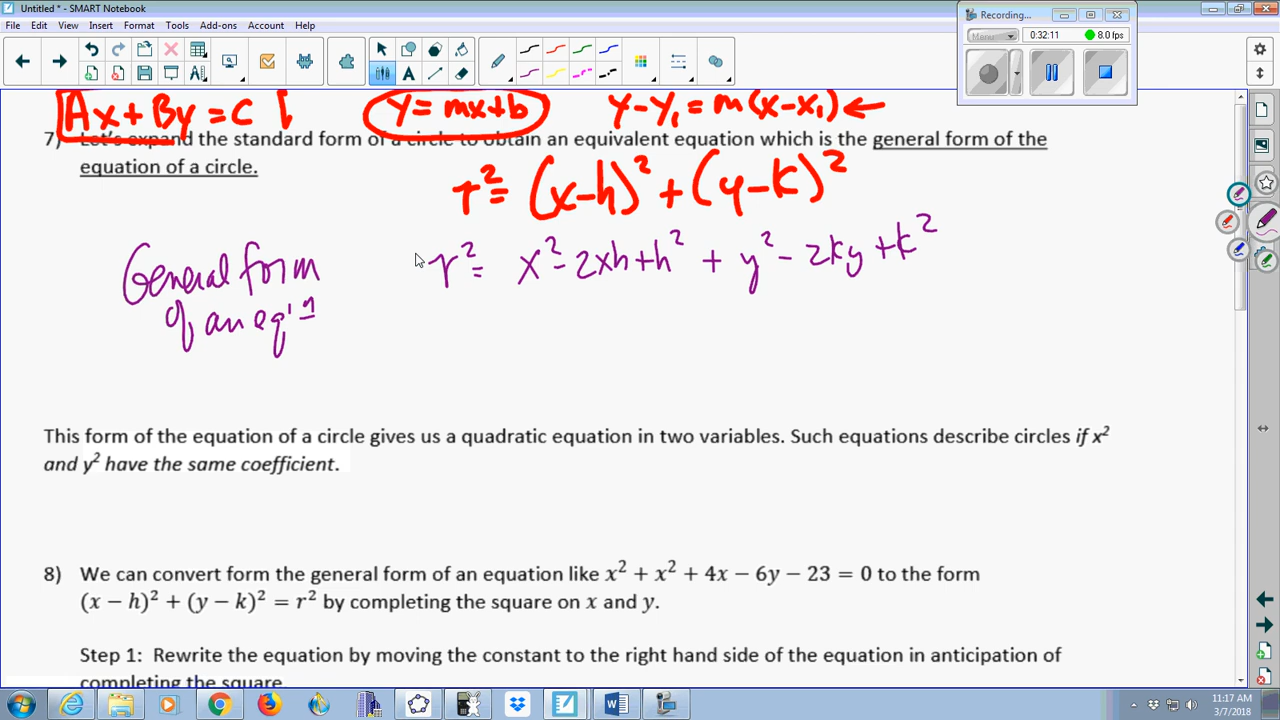 Untitled * - SMART Notebook
File Edit View Insert Format Tools Add-ons Account Help
Recording...
Menu 0:32:11 8.0 fps
Ax + By = C y = mx+b y-y₁ = m(x-x₁) ←
7) Let's expand the standard form of a circle to obtain an equivalent equation which is the general form of the
equation of a circle.
r² = (x-h)² + (y-k)²
General form r² = x² - 2xh + h² + y² - 2ky + k²
of an eq'n
This form of the equation of a circle gives us a quadratic equation in two variables. Such equations describe circles if x²
and y² have the same coefficient.
8) We can convert form the general form of an equation like x² + x² + 4x − 6y − 23 = 0 to the form
(x − h)² + (y − k)² = r² by completing the square on x and y.
Step 1: Rewrite the equation by moving the constant to the right hand side of the equation in anticipation of
completing the square.
11:17 AM
3/7/2018